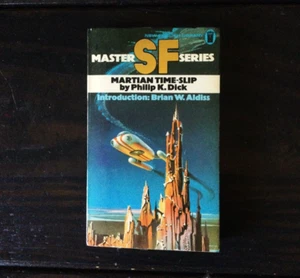 MASTER SF SERIES
MARTIAN TIME-SLIP
by Philip K. Dick
Introduction: Brian W. Aldiss